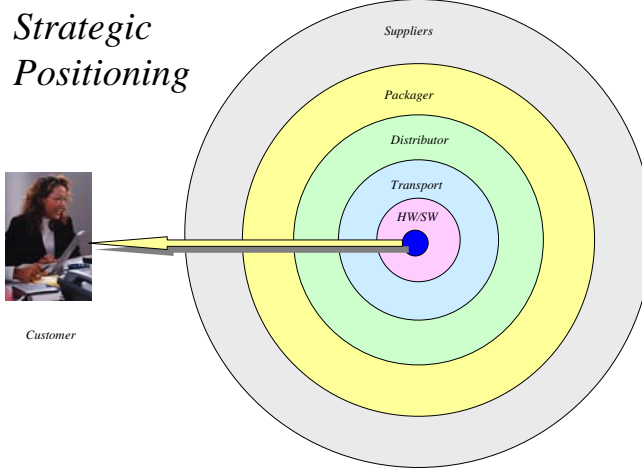 Strategic
Positioning
Suppliers
Packager
Distributor
Transport
HW/SW
Customer